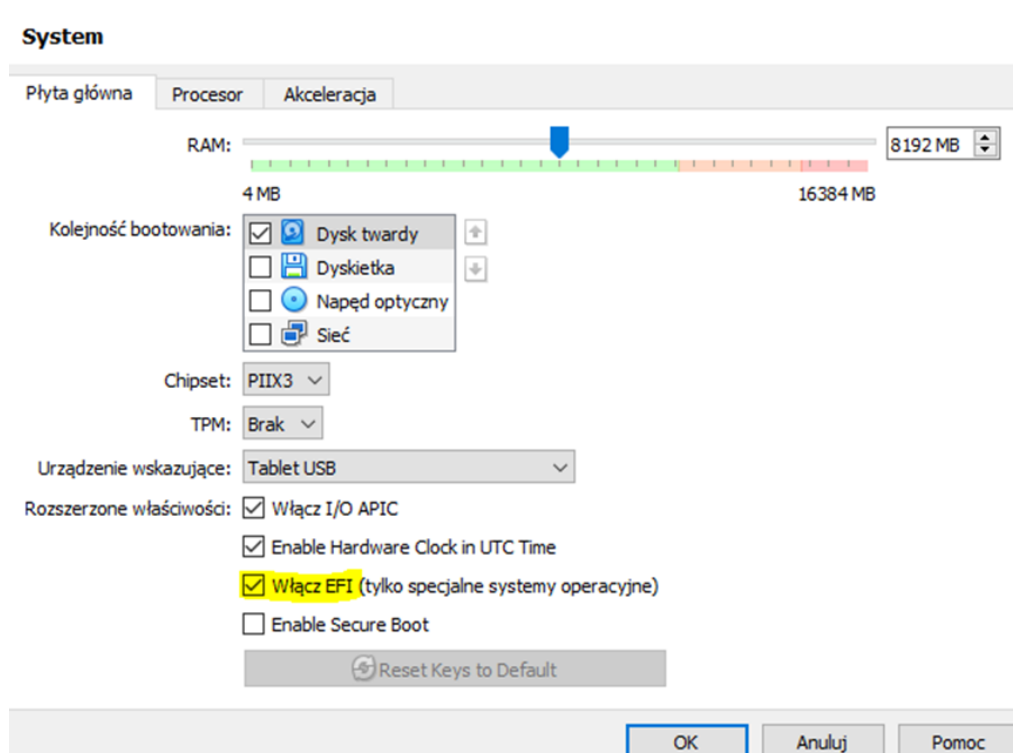 System
Płyta główna Procesor Akceleracja
RAM: 8192 MB
4 MB 16384 MB
Kolejność bootowania: Dysk twardy
Dyskietka
Napęd optyczny
Sieć
Chipset: PIIX3
TPM: Brak
Urządzenie wskazujące: Tablet USB
Rozszerzone właściwości: Włącz I/O APIC
Enable Hardware Clock in UTC Time
Włącz EFI (tylko specjalne systemy operacyjne)
Enable Secure Boot
Reset Keys to Default
OK Anuluj Pomoc